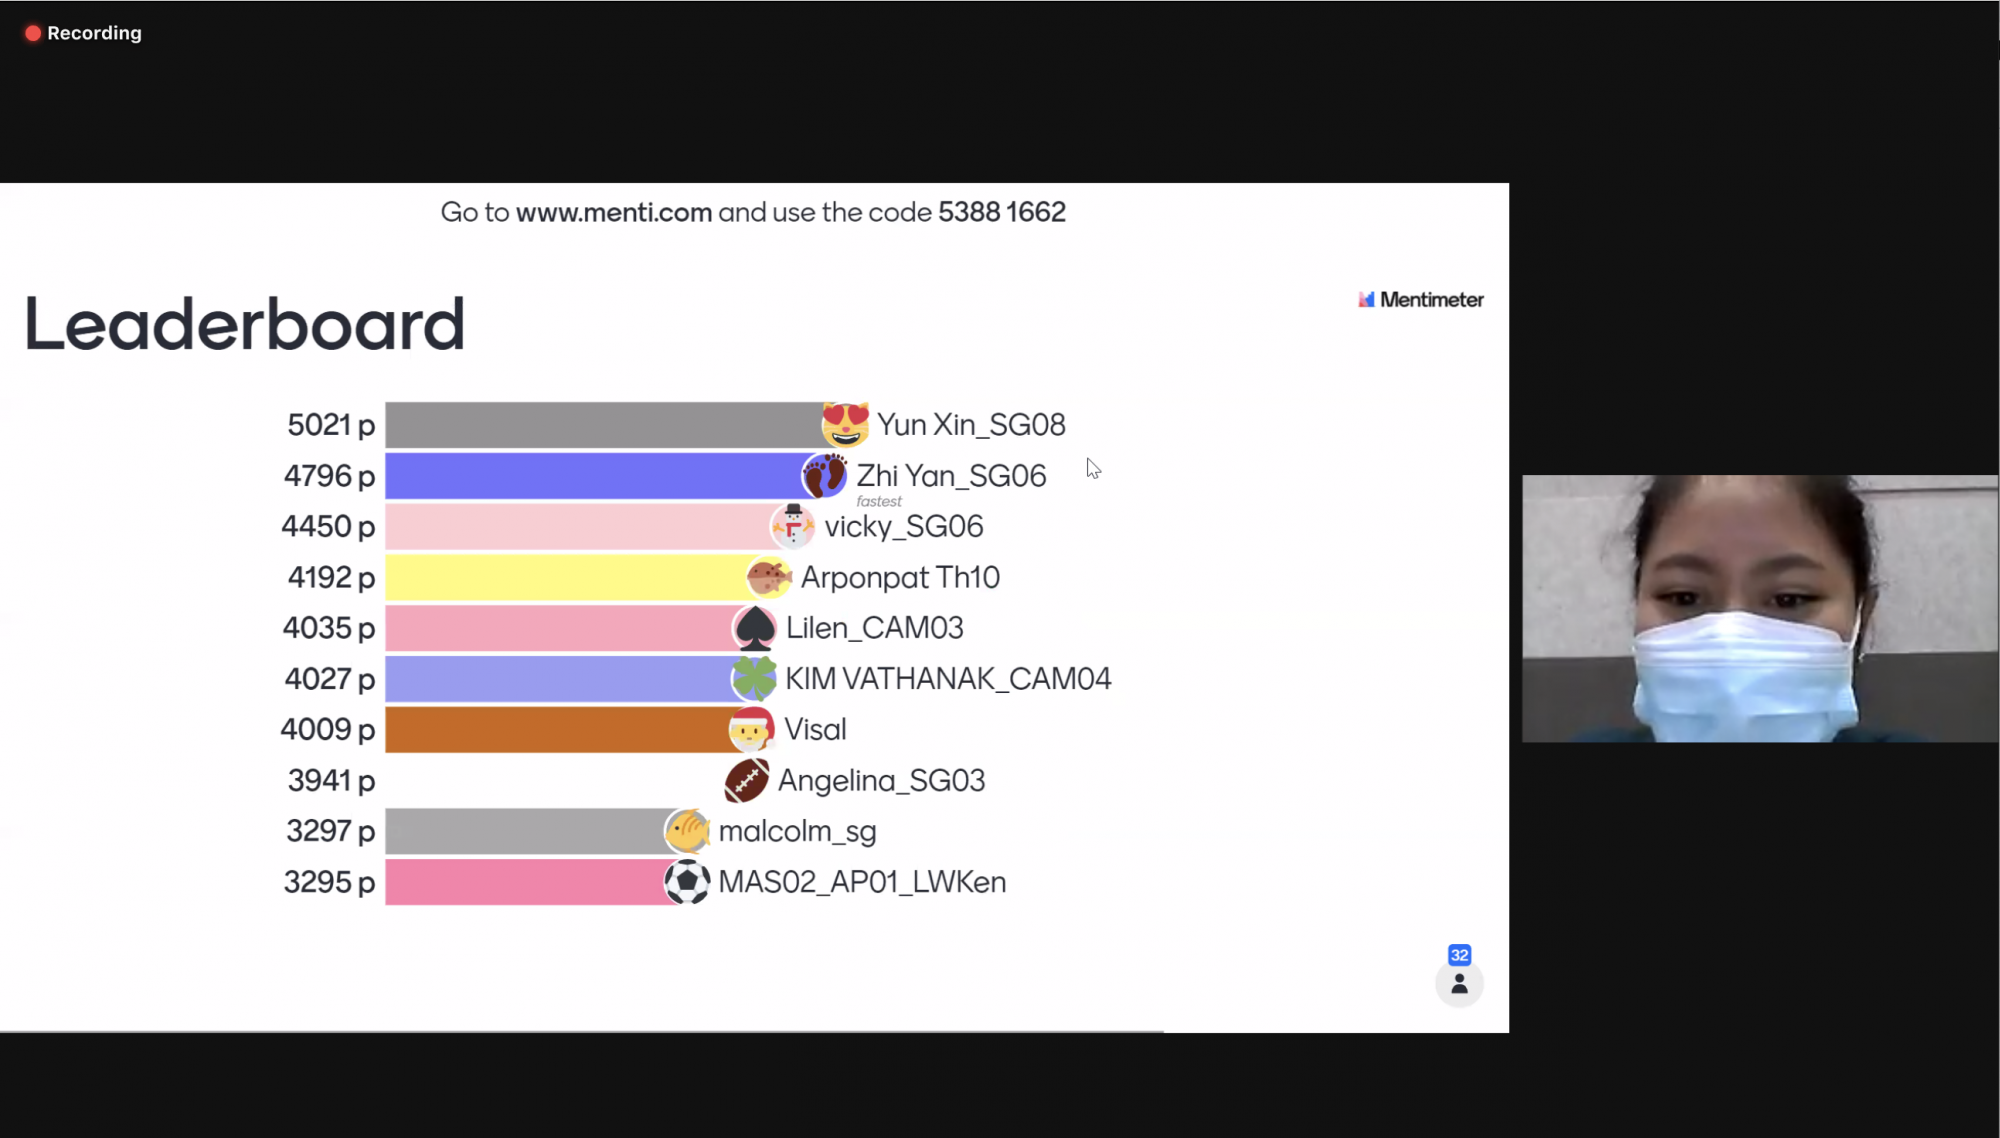 Recording
Go to www.menti.com and use the code 5388 1662
Mentimeter
Leaderboard
5021 p Yun Xin_SG08
4796 p Zhi Yan_SG06
fastest
4450 p vicky_SG06
4192 p Arponpat Th10
4035 p Lilen_CAM03
4027 p KIM VATHANAK_CAM04
4009 p Visal
3941 p Angelina_SG03
3297 p malcolm_sg
3295 p MAS02_AP01_LWKen
32